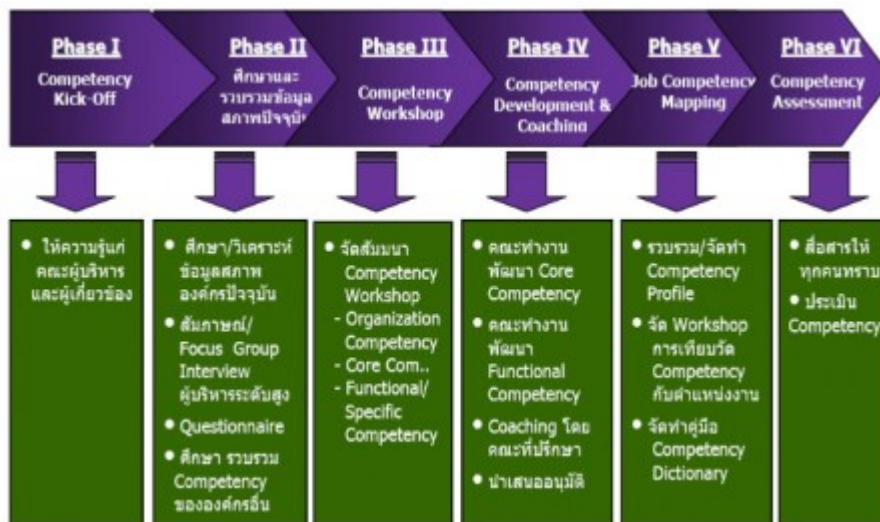 Phase I
Competency
Kick-Off
Phase II
ศึกษาและ
รวบรวมข้อมูล
สภาพปัจจุบัน
Phase III
Competency
Workshop
Phase IV
Competency
Development &
Coaching
Phase V
Job Competency
Mapping
Phase VI
Competency
Assessment
• ให้ความรู้แก่
คณะผู้บริหาร
และผู้เกี่ยวข้อง
• ศึกษา/วิเคราะห์
ข้อมูลสภาพ
องค์กรปัจจุบัน
• สัมภาษณ์/
Focus Group
Interview
ผู้บริหารระดับสูง
• Questionnaire
• ศึกษา รวบรวม
Competency
ขององค์กรอื่น
• จัดสัมมนา
Competency
Workshop
- Organization
Competency
- Core Com..
- Functional/
Specific
Competency
• คณะทำงาน
พัฒนา Core
Competency
• คณะทำงาน
พัฒนา
Functional
Competency
• Coaching โดย
คณะที่ปรึกษา
• นำเสนออนุมัติ
• รวบรวม/จัดทำ
Competency
Profile
• จัด Workshop
การเทียบวัด
Competency
กับตำแหน่งงาน
• จัดทำคู่มือ
Competency
Dictionary
• สื่อสารให้
ทุกคนทราบ
• ประเมิน
Competency